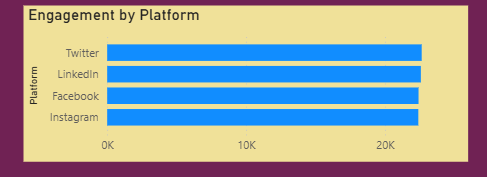 Engagement by Platform
Platform
Twitter
LinkedIn
Facebook
Instagram
0K 10K 20K